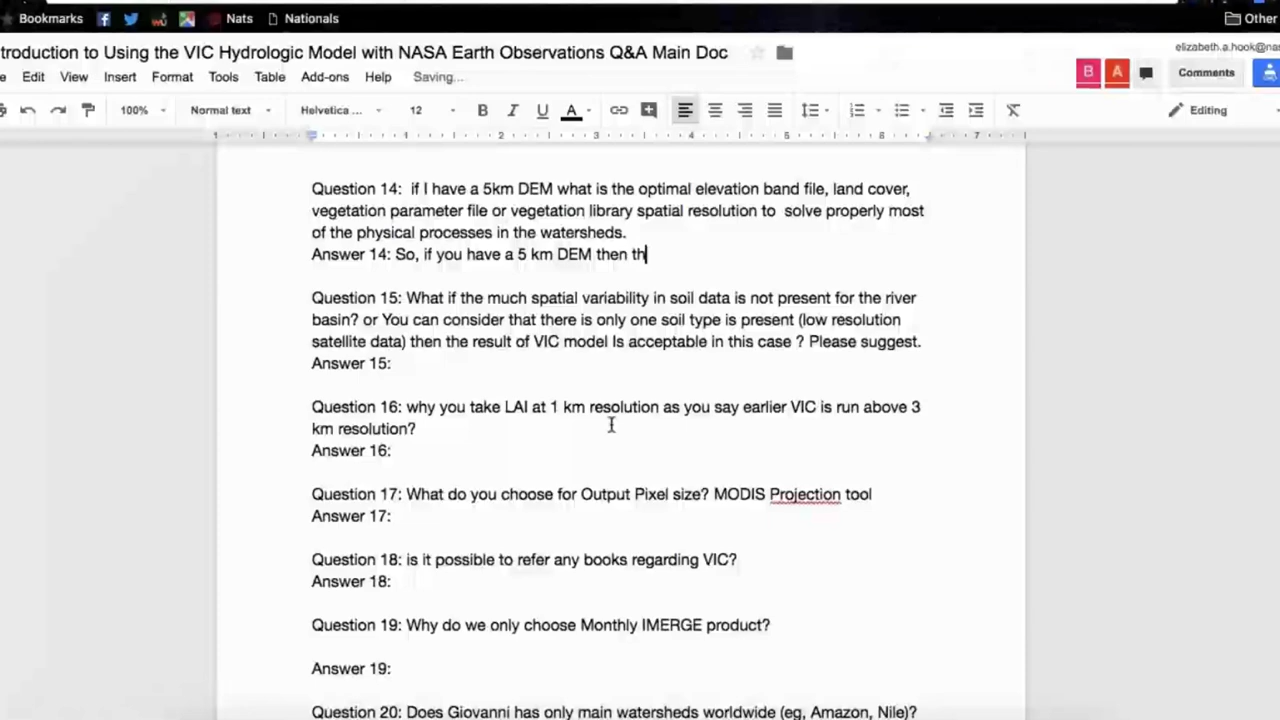 Bookmarks Nats Nationals Other
ntroduction to Using the VIC Hydrologic Model with NASA Earth Observations Q&A Main Doc
elizabeth.a.hook@nas
Edit View Insert Format Tools Table Add-ons Help Saving...
B A Comments
100% Normal text Helvetica ... 12 B I U A Editing
1 1 2 3 4 5 6 7
Question 14:  if I have a 5km DEM what is the optimal elevation band file, land cover,
vegetation parameter file or vegetation library spatial resolution to  solve properly most
of the physical processes in the watersheds.
Answer 14: So, if you have a 5 km DEM then th
Question 15: What if the much spatial variability in soil data is not present for the river
basin? or You can consider that there is only one soil type is present (low resolution
satellite data) then the result of VIC model Is acceptable in this case ? Please suggest.
Answer 15:
Question 16: why you take LAI at 1 km resolution as you say earlier VIC is run above 3
km resolution?
Answer 16:
Question 17: What do you choose for Output Pixel size? MODIS Projection tool
Answer 17:
Question 18: is it possible to refer any books regarding VIC?
Answer 18:
Question 19: Why do we only choose Monthly IMERGE product?
Answer 19:
Question 20: Does Giovanni has only main watersheds worldwide (eg, Amazon, Nile)?